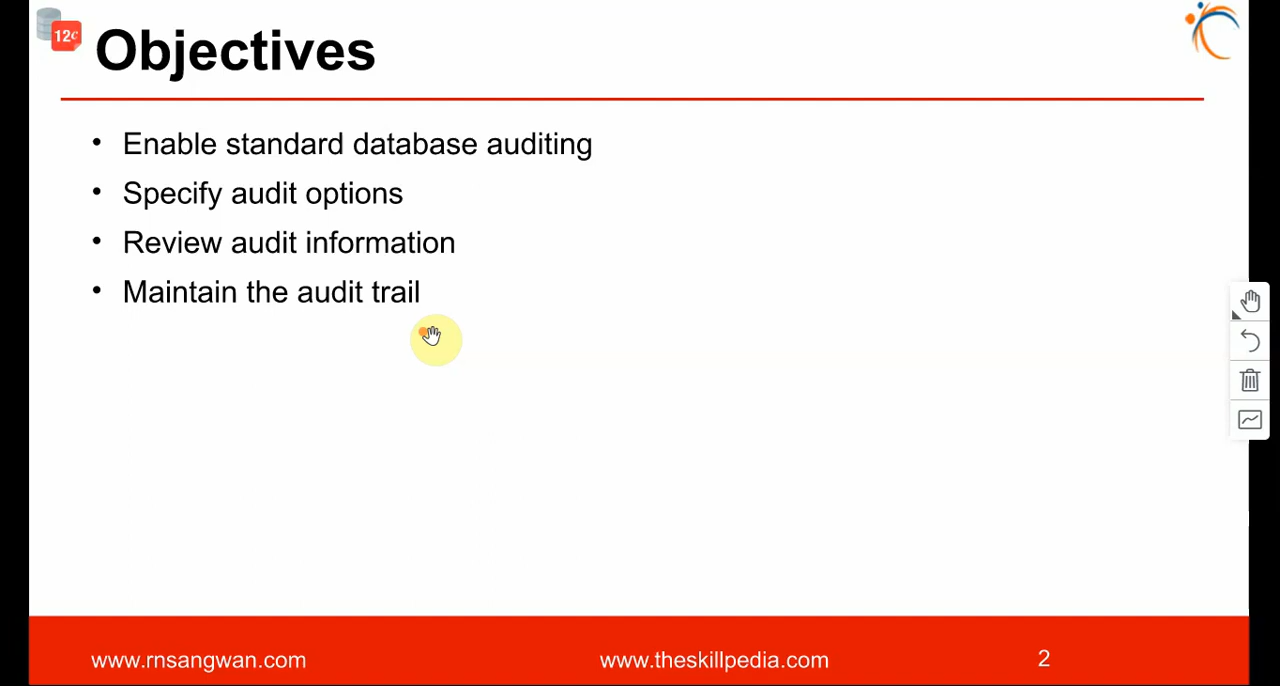 12c
Objectives
• Enable standard database auditing
• Specify audit options
• Review audit information
• Maintain the audit trail
www.rnsangwan.com
www.theskillpedia.com
2